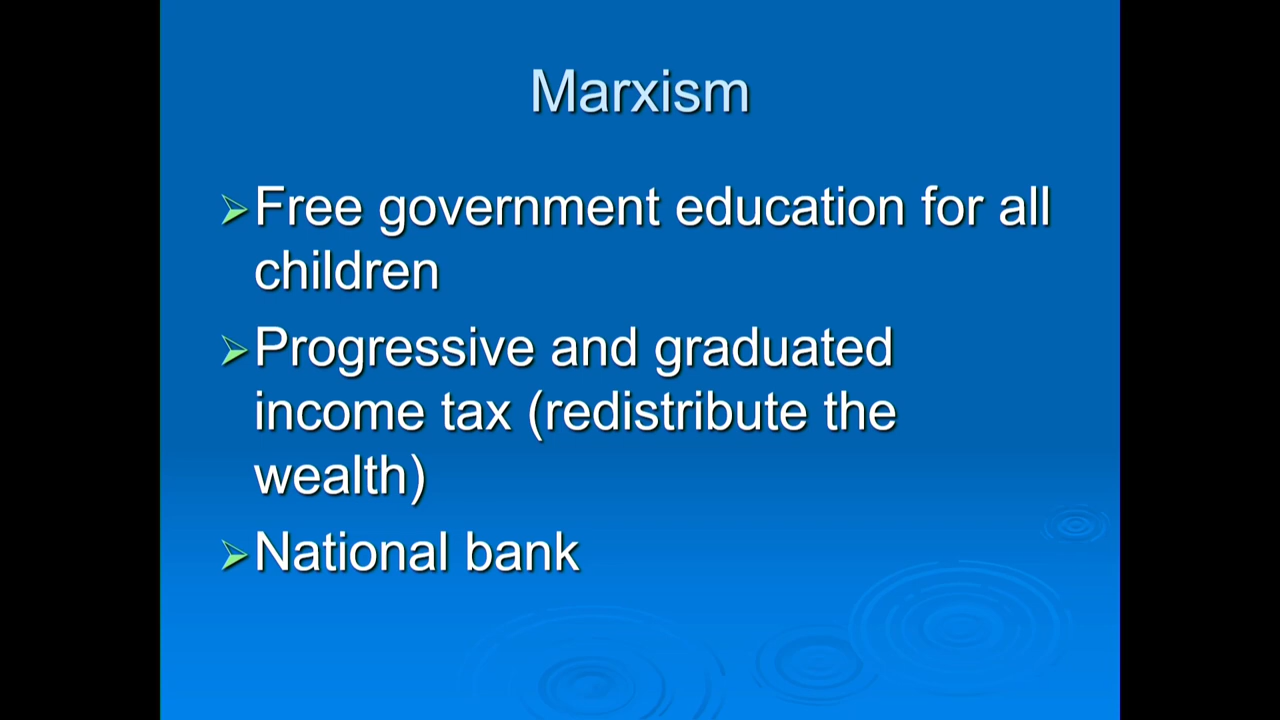 Marxism
Free government education for all
children
Progressive and graduated
income tax (redistribute the
wealth)
National bank